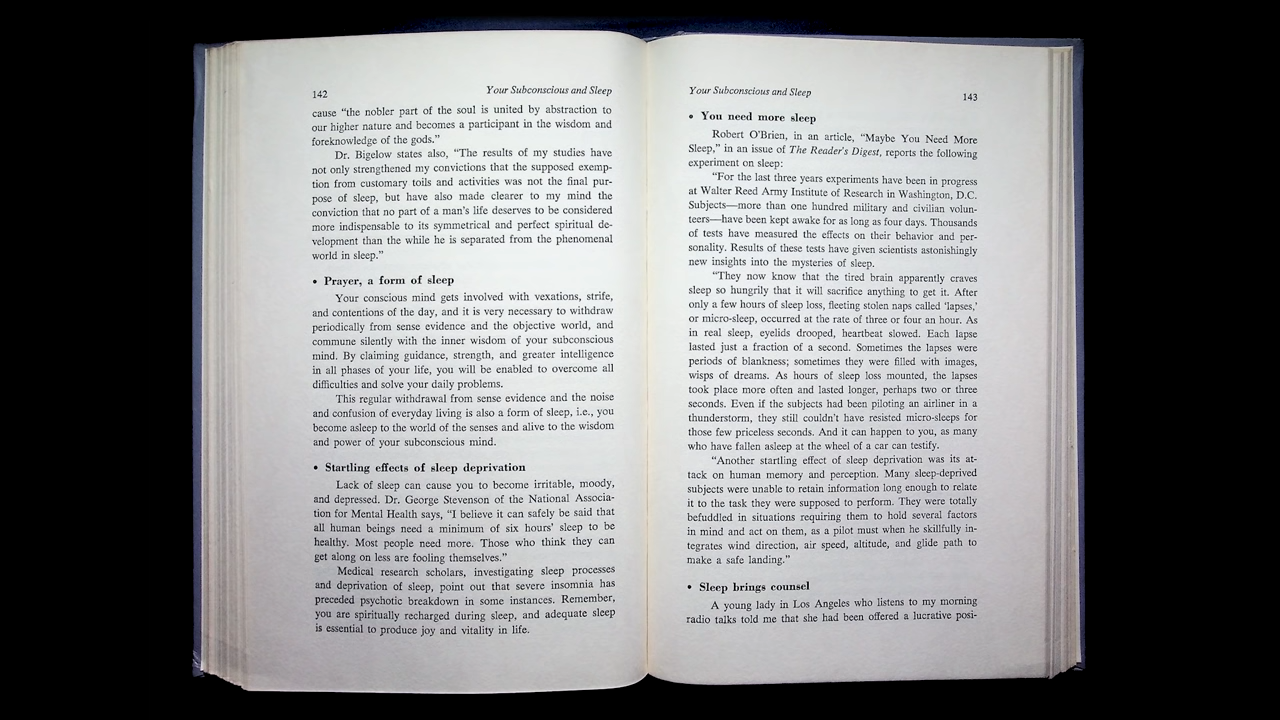 142
Your Subconscious and Sleep
cause “the nobler part of the soul is united by abstraction to
our higher nature and becomes a participant in the wisdom and
foreknowledge of the gods.”
Dr. Bigelow states also, “The results of my studies have
not only strengthened my convictions that the supposed exemp-
tion from customary toils and activities was not the final pur-
pose of sleep, but have also made clearer to my mind the
conviction that no part of a man’s life deserves to be considered
more indispensable to its symmetrical and perfect spiritual de-
velopment than the while he is separated from the phenomenal
world in sleep.”
• Prayer, a form of sleep
Your conscious mind gets involved with vexations, strife,
and contentions of the day, and it is very necessary to withdraw
periodically from sense evidence and the objective world, and
commune silently with the inner wisdom of your subconscious
mind. By claiming guidance, strength, and greater intelligence
in all phases of your life, you will be enabled to overcome all
difficulties and solve your daily problems.
This regular withdrawal from sense evidence and the noise
and confusion of everyday living is also a form of sleep, i.e., you
become asleep to the world of the senses and alive to the wisdom
and power of your subconscious mind.
• Startling effects of sleep deprivation
Lack of sleep can cause you to become irritable, moody,
and depressed. Dr. George Stevenson of the National Associa-
tion for Mental Health says, “I believe it can safely be said that
all human beings need a minimum of six hours’ sleep to be
healthy. Most people need more. Those who think they can
get along on less are fooling themselves.”
Medical research scholars, investigating sleep processes
and deprivation of sleep, point out that severe insomnia has
preceded psychotic breakdown in some instances. Remember,
you are spiritually recharged during sleep, and adequate sleep
is essential to produce joy and vitality in life.
Your Subconscious and Sleep
143
• You need more sleep
Robert O’Brien, in an article, “Maybe You Need More
Sleep,” in an issue of The Reader’s Digest, reports the following
experiment on sleep:
“For the last three years experiments have been in progress
at Walter Reed Army Institute of Research in Washington, D.C.
Subjects—more than one hundred military and civilian volun-
teers—have been kept awake for as long as four days. Thousands
of tests have measured the effects on their behavior and per-
sonality. Results of these tests have given scientists astonishingly
new insights into the mysteries of sleep.
“They now know that the tired brain apparently craves
sleep so hungrily that it will sacrifice anything to get it. After
only a few hours of sleep loss, fleeting stolen naps called ‘lapses,’
or micro-sleep, occurred at the rate of three or four an hour. As
in real sleep, eyelids drooped, heartbeat slowed. Each lapse
lasted just a fraction of a second. Sometimes the lapses were
periods of blankness; sometimes they were filled with images,
wisps of dreams. As hours of sleep loss mounted, the lapses
took place more often and lasted longer, perhaps two or three
seconds. Even if the subjects had been piloting an airliner in a
thunderstorm, they still couldn’t have resisted micro-sleeps for
those few priceless seconds. And it can happen to you, as many
who have fallen asleep at the wheel of a car can testify.
“Another startling effect of sleep deprivation was its at-
tack on human memory and perception. Many sleep-deprived
subjects were unable to retain information long enough to relate
it to the task they were supposed to perform. They were totally
befuddled in situations requiring them to hold several factors
in mind and act on them, as a pilot must when he skillfully in-
tegrates wind direction, air speed, altitude, and glide path to
make a safe landing.”
• Sleep brings counsel
A young lady in Los Angeles who listens to my morning
radio talks told me that she had been offered a lucrative posi-